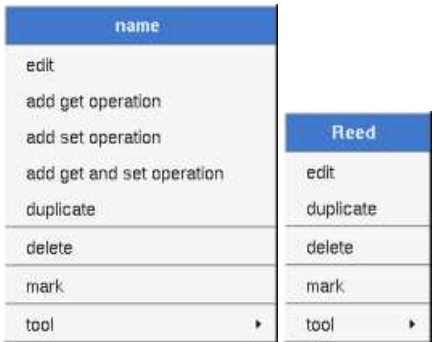 name
edit
add get operation
add set operation
add get and set operation
duplicate
delete
mark
tool
Reed
edit
duplicate
delete
mark
tool